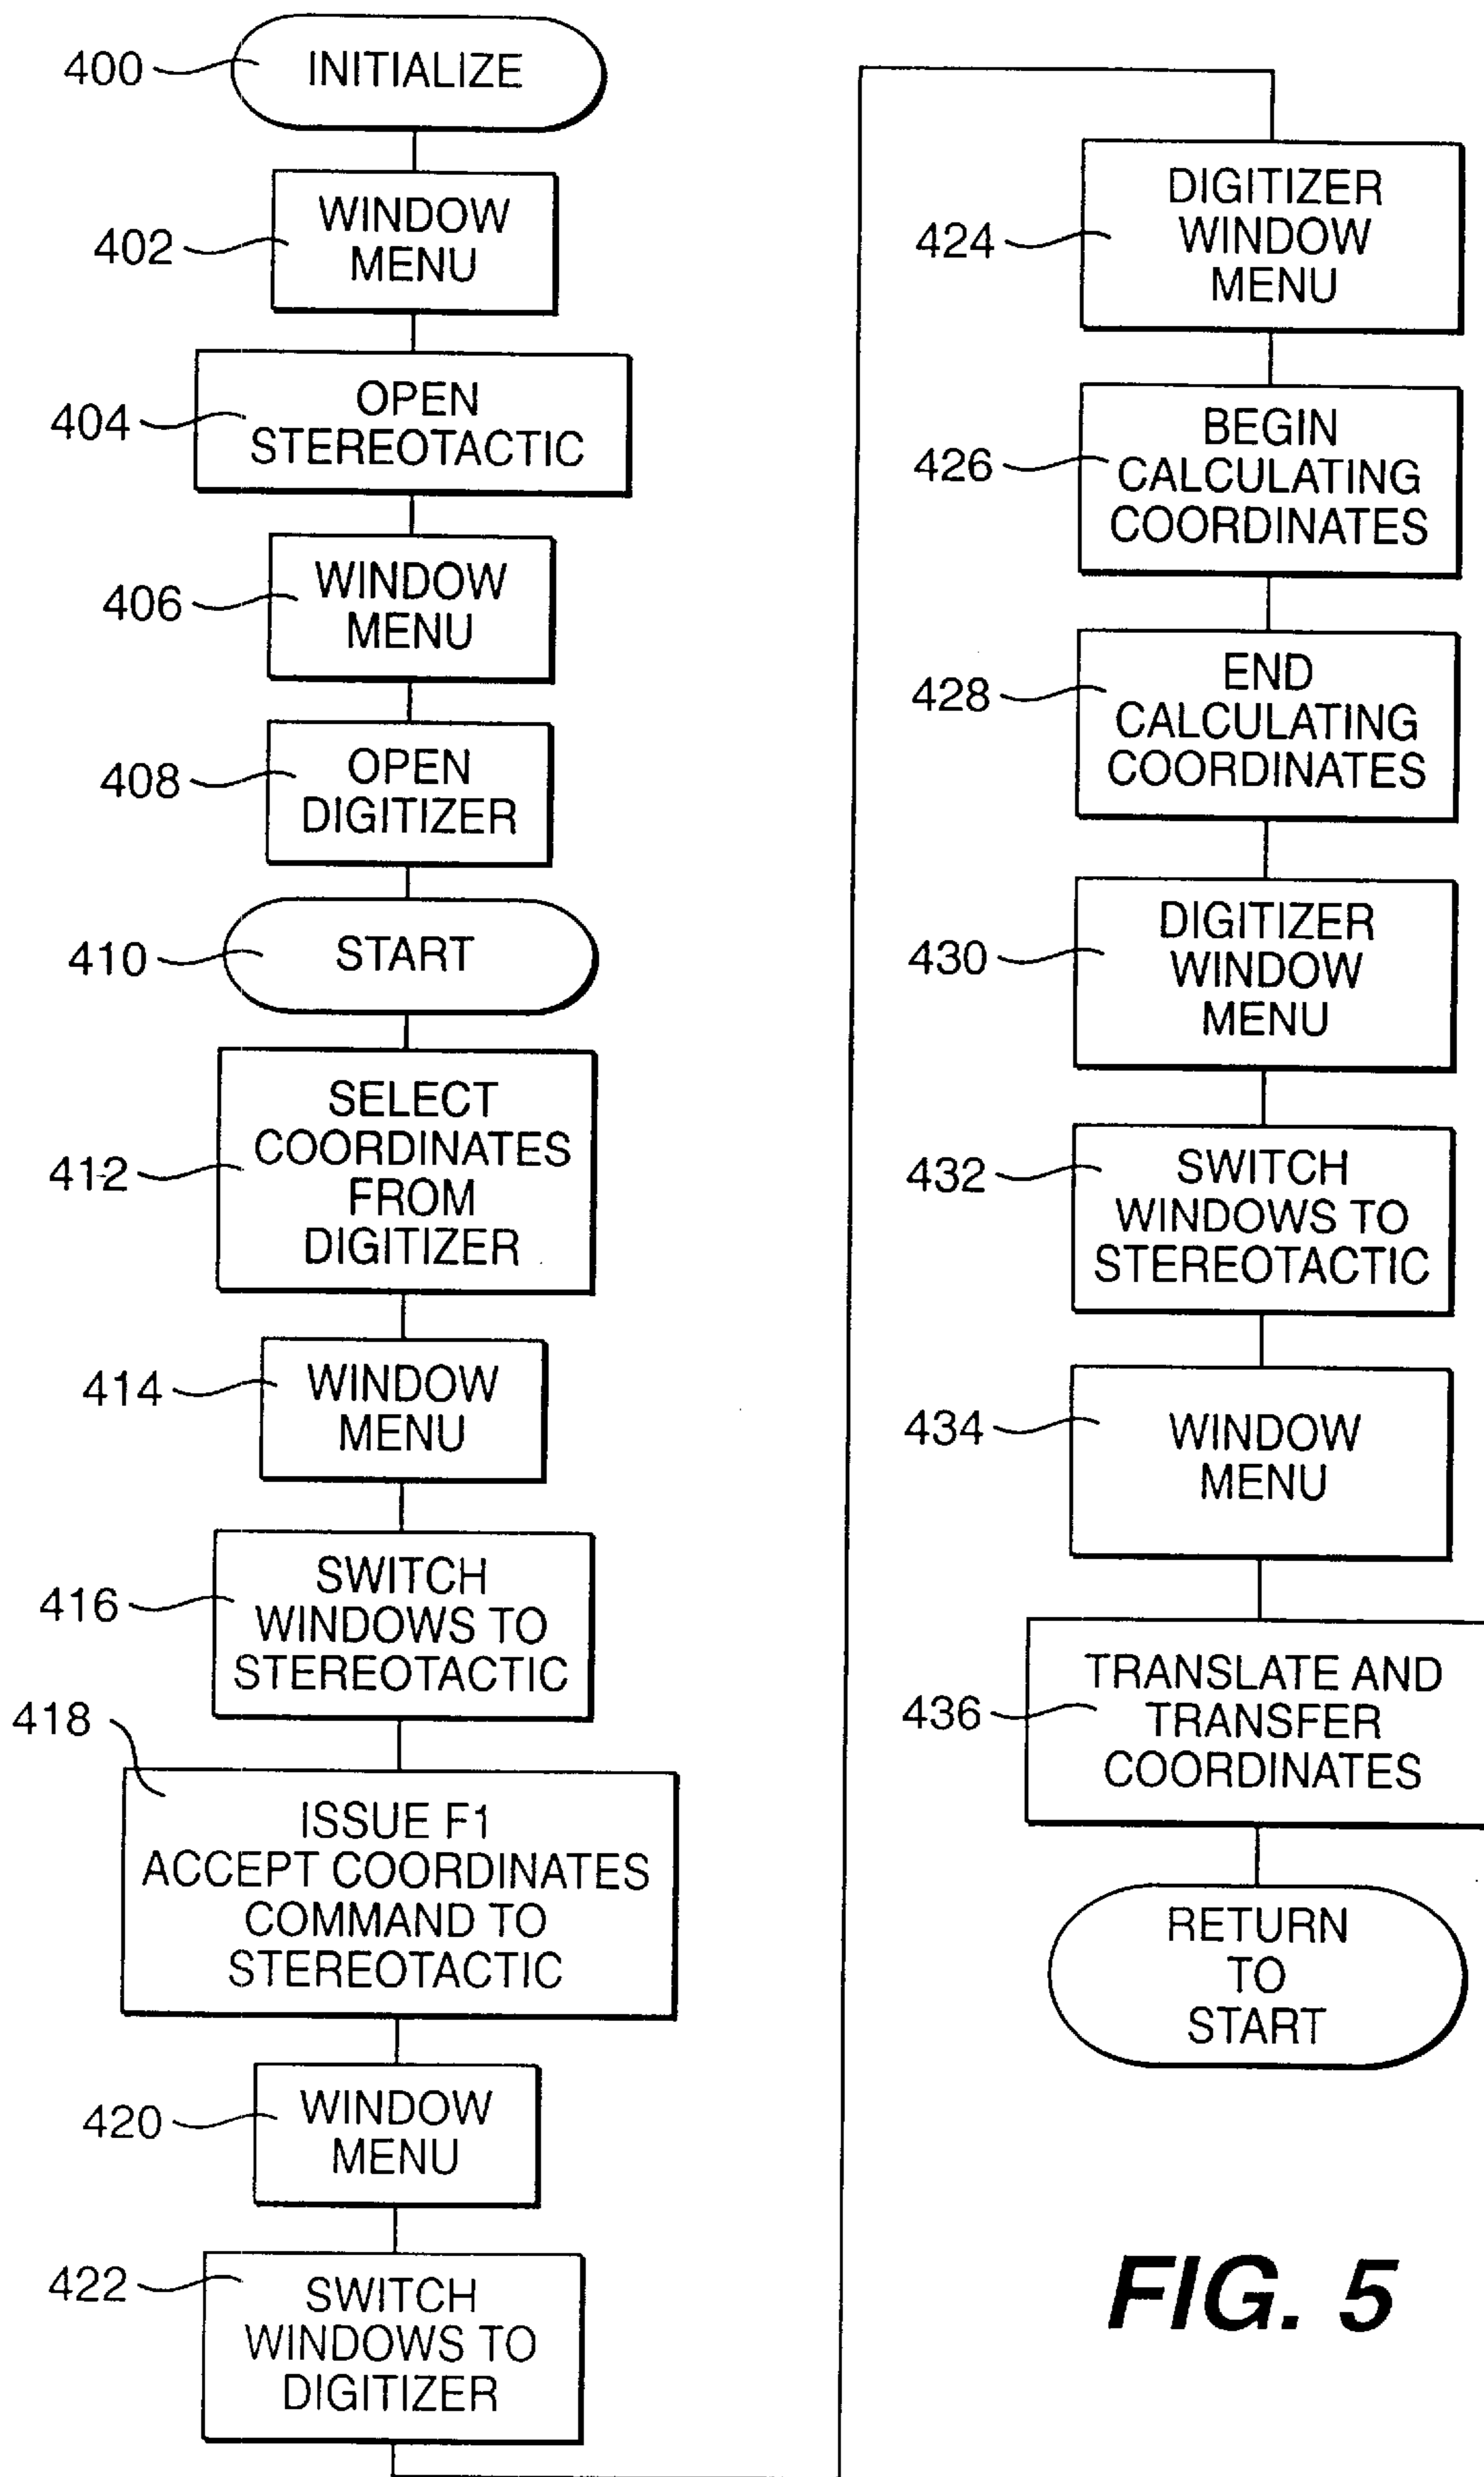 400
INITIALIZE
402
WINDOW
MENU
404
OPEN
STEREOTACTIC
406
WINDOW
MENU
408
OPEN
DIGITIZER
410
START
412
SELECT
COORDINATES
FROM
DIGITIZER
414
WINDOW
MENU
416
SWITCH
WINDOWS TO
STEREOTACTIC
418
ISSUE F1
ACCEPT COORDINATES
COMMAND TO
STEREOTACTIC
420
WINDOW
MENU
422
SWITCH
WINDOWS TO
DIGITIZER
424
DIGITIZER
WINDOW
MENU
426
BEGIN
CALCULATING
COORDINATES
428
END
CALCULATING
COORDINATES
430
DIGITIZER
WINDOW
MENU
432
SWITCH
WINDOWS TO
STEREOTACTIC
434
WINDOW
MENU
436
TRANSLATE AND
TRANSFER
COORDINATES
RETURN
TO
START
FIG. 5